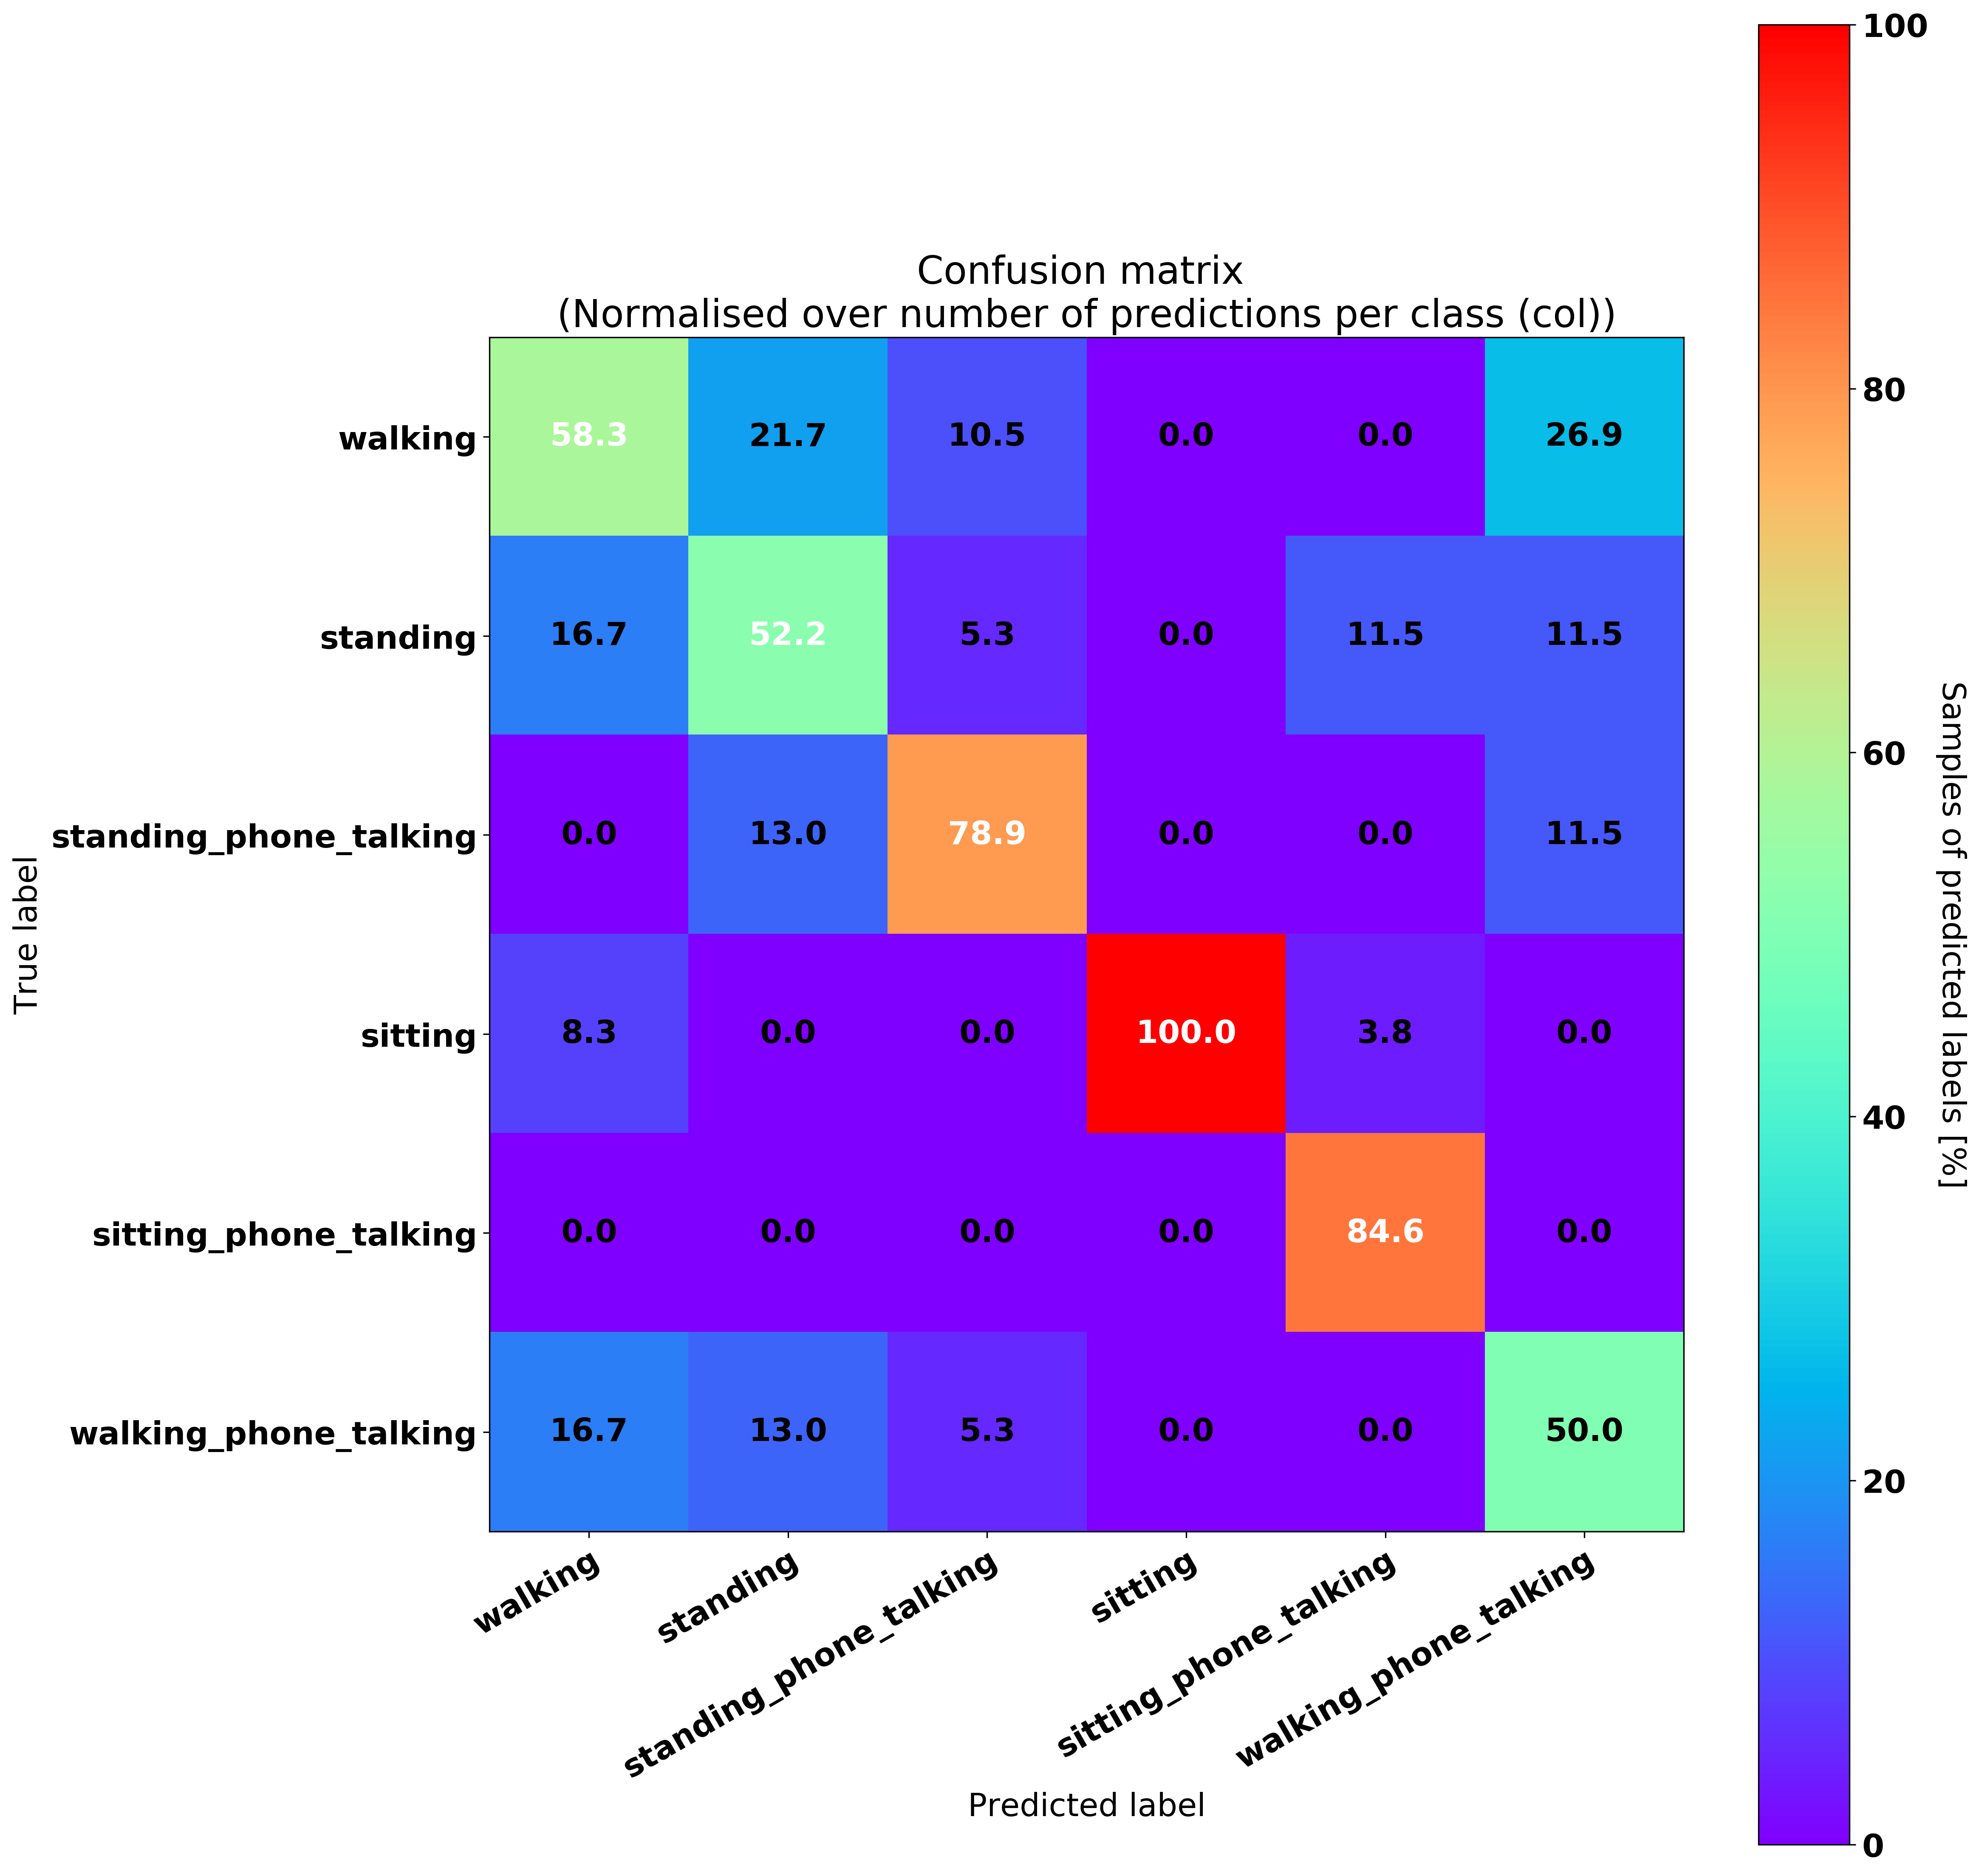 Confusion matrix
(Normalised over number of predictions per class (col))
True label
walking 58.3 21.7 10.5 0.0 0.0 26.9
standing 16.7 52.2 5.3 0.0 11.5 11.5
standing_phone_talking 0.0 13.0 78.9 0.0 0.0 11.5
sitting 8.3 0.0 0.0 100.0 3.8 0.0
sitting_phone_talking 0.0 0.0 0.0 0.0 84.6 0.0
walking_phone_talking 16.7 13.0 5.3 0.0 0.0 50.0
walking
standing
standing_phone_talking
sitting
sitting_phone_talking
walking_phone_talking
Predicted label
100
80
60
40
20
0
Samples of predicted labels [%]